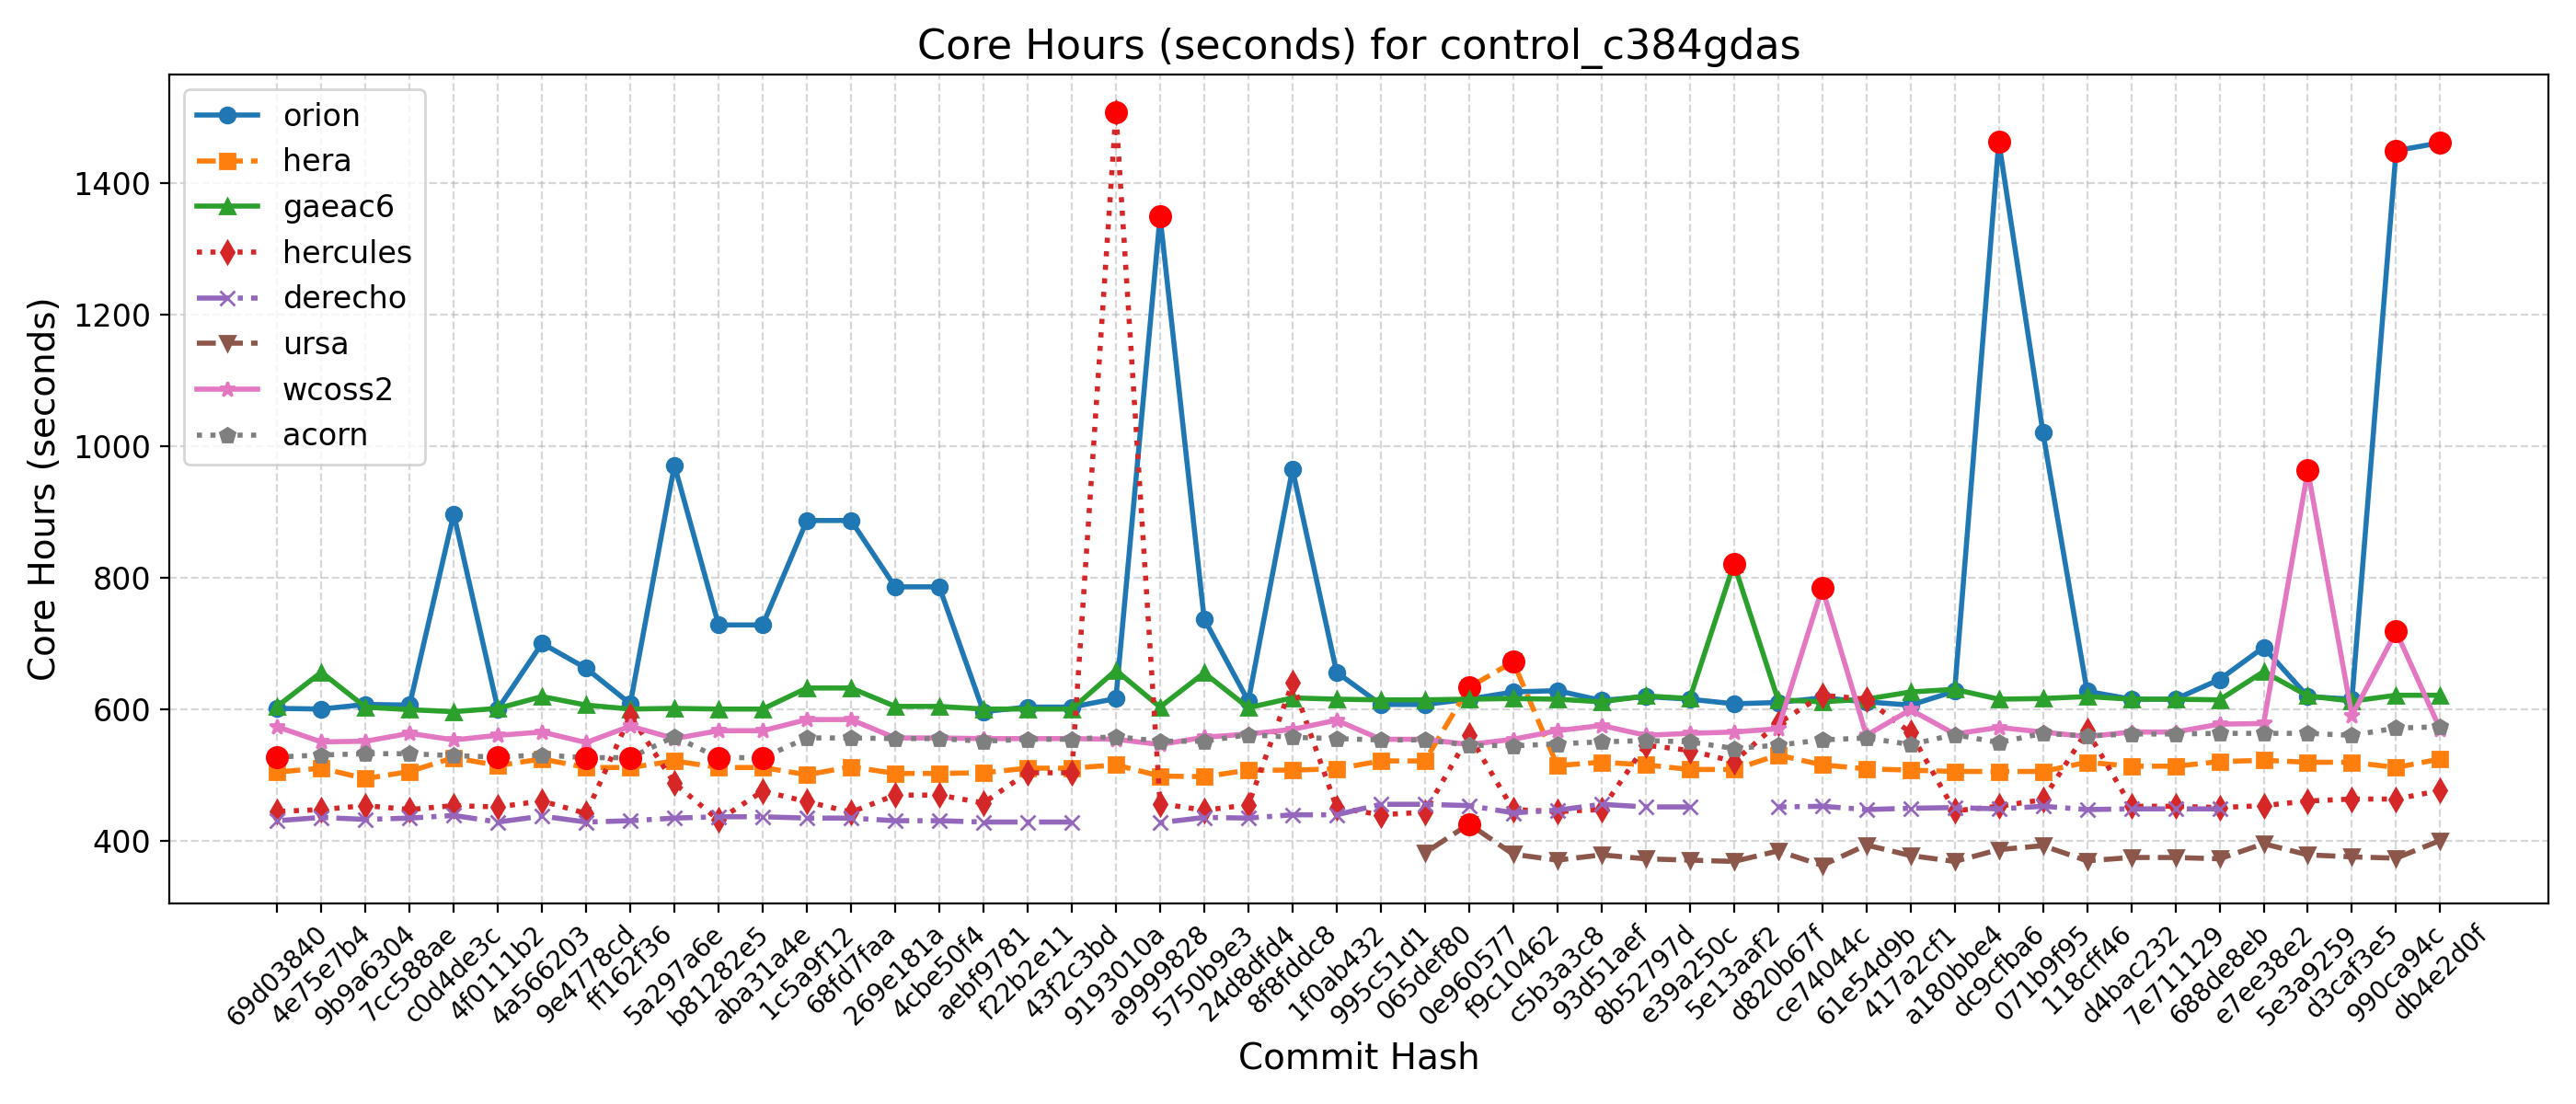 Core Hours (seconds) for control_c384gdas
orion
hera
gaeac6
hercules
derecho
ursa
wcoss2
acorn
Core Hours (seconds)
1400
1200
1000
800
600
400
69d03840
4e75e7b4
9b9a6304
7cc588ae
c0d4de3c
4f0111b2
4a566203
9e4778cd
ff162f36
5a297a6e
b81282e5
aba31a4e
1c5a9f12
68fd7faa
269e181a
4cbe50f4
aebf9781
f22b2e11
43f2c3bd
9193010a
a9999828
5750b9e3
24d8dfd4
8f8fddc8
1f0ab432
995c51d1
065def80
0e960577
f9c10462
c5b3a3c8
93d51aef
8b52797d
e39a250c
5e13aaf2
d820b67f
ce74044c
61e54d9b
417a2cf1
a180bbe4
dc9cfba6
071b9f95
118cff46
d4bac232
7e711129
688de8eb
e7ee38e2
5e3a9259
d3caf3e5
990ca94c
db4e2d0f
Commit Hash